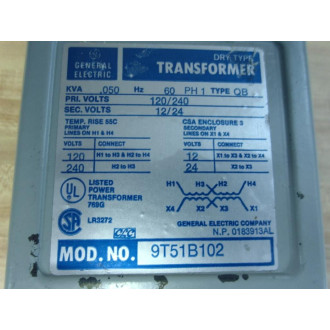 GENERAL ELECTRIC
DRY TYPE
TRANSFORMER
KVA .050 Hz 60 PH 1 TYPE QB
PRI. VOLTS 120/240
SEC. VOLTS 12/24
TEMP. RISE 55C
PRIMARY
LINES ON H1 & H4
CSA ENCLOSURE 3
SECONDARY
LINES ON X1 & X4
VOLTS CONNECT
120 H1 to H3 & H2 to H4
240 H2 to H3
VOLTS CONNECT
12 X1 to X3 & X2 to X4
24 X2 to X3
UL
LISTED
POWER
TRANSFORMER
769G
LR3272
H1 H3 H2 H4
X4 X2 X3 X1
GENERAL ELECTRIC COMPANY
N.P. 0183913AL
MOD. NO. 9T51B102